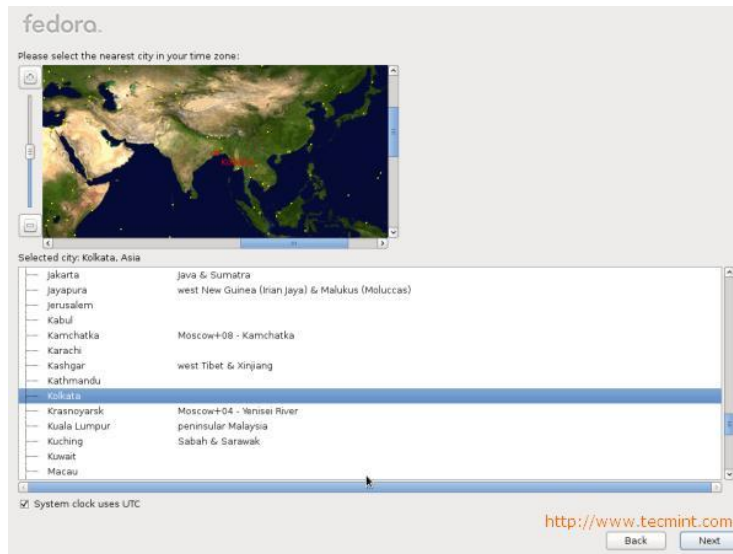 fedora.
Please select the nearest city in your time zone:
Kolkata
Selected city: Kolkata, Asia
Jakarta Java & Sumatra
Jayapura west New Guinea (Irian Jaya) & Malukus (Moluccas)
Jerusalem
Kabul
Kamchatka Moscow+08 - Kamchatka
Karachi
Kashgar west Tibet & Xinjiang
Kathmandu
Kolkata
Krasnoyarsk Moscow+04 - Yenisei River
Kuala Lumpur peninsular Malaysia
Kuching Sabah & Sarawak
Kuwait
Macau
System clock uses UTC
http://www.tecmint.com
Back Next